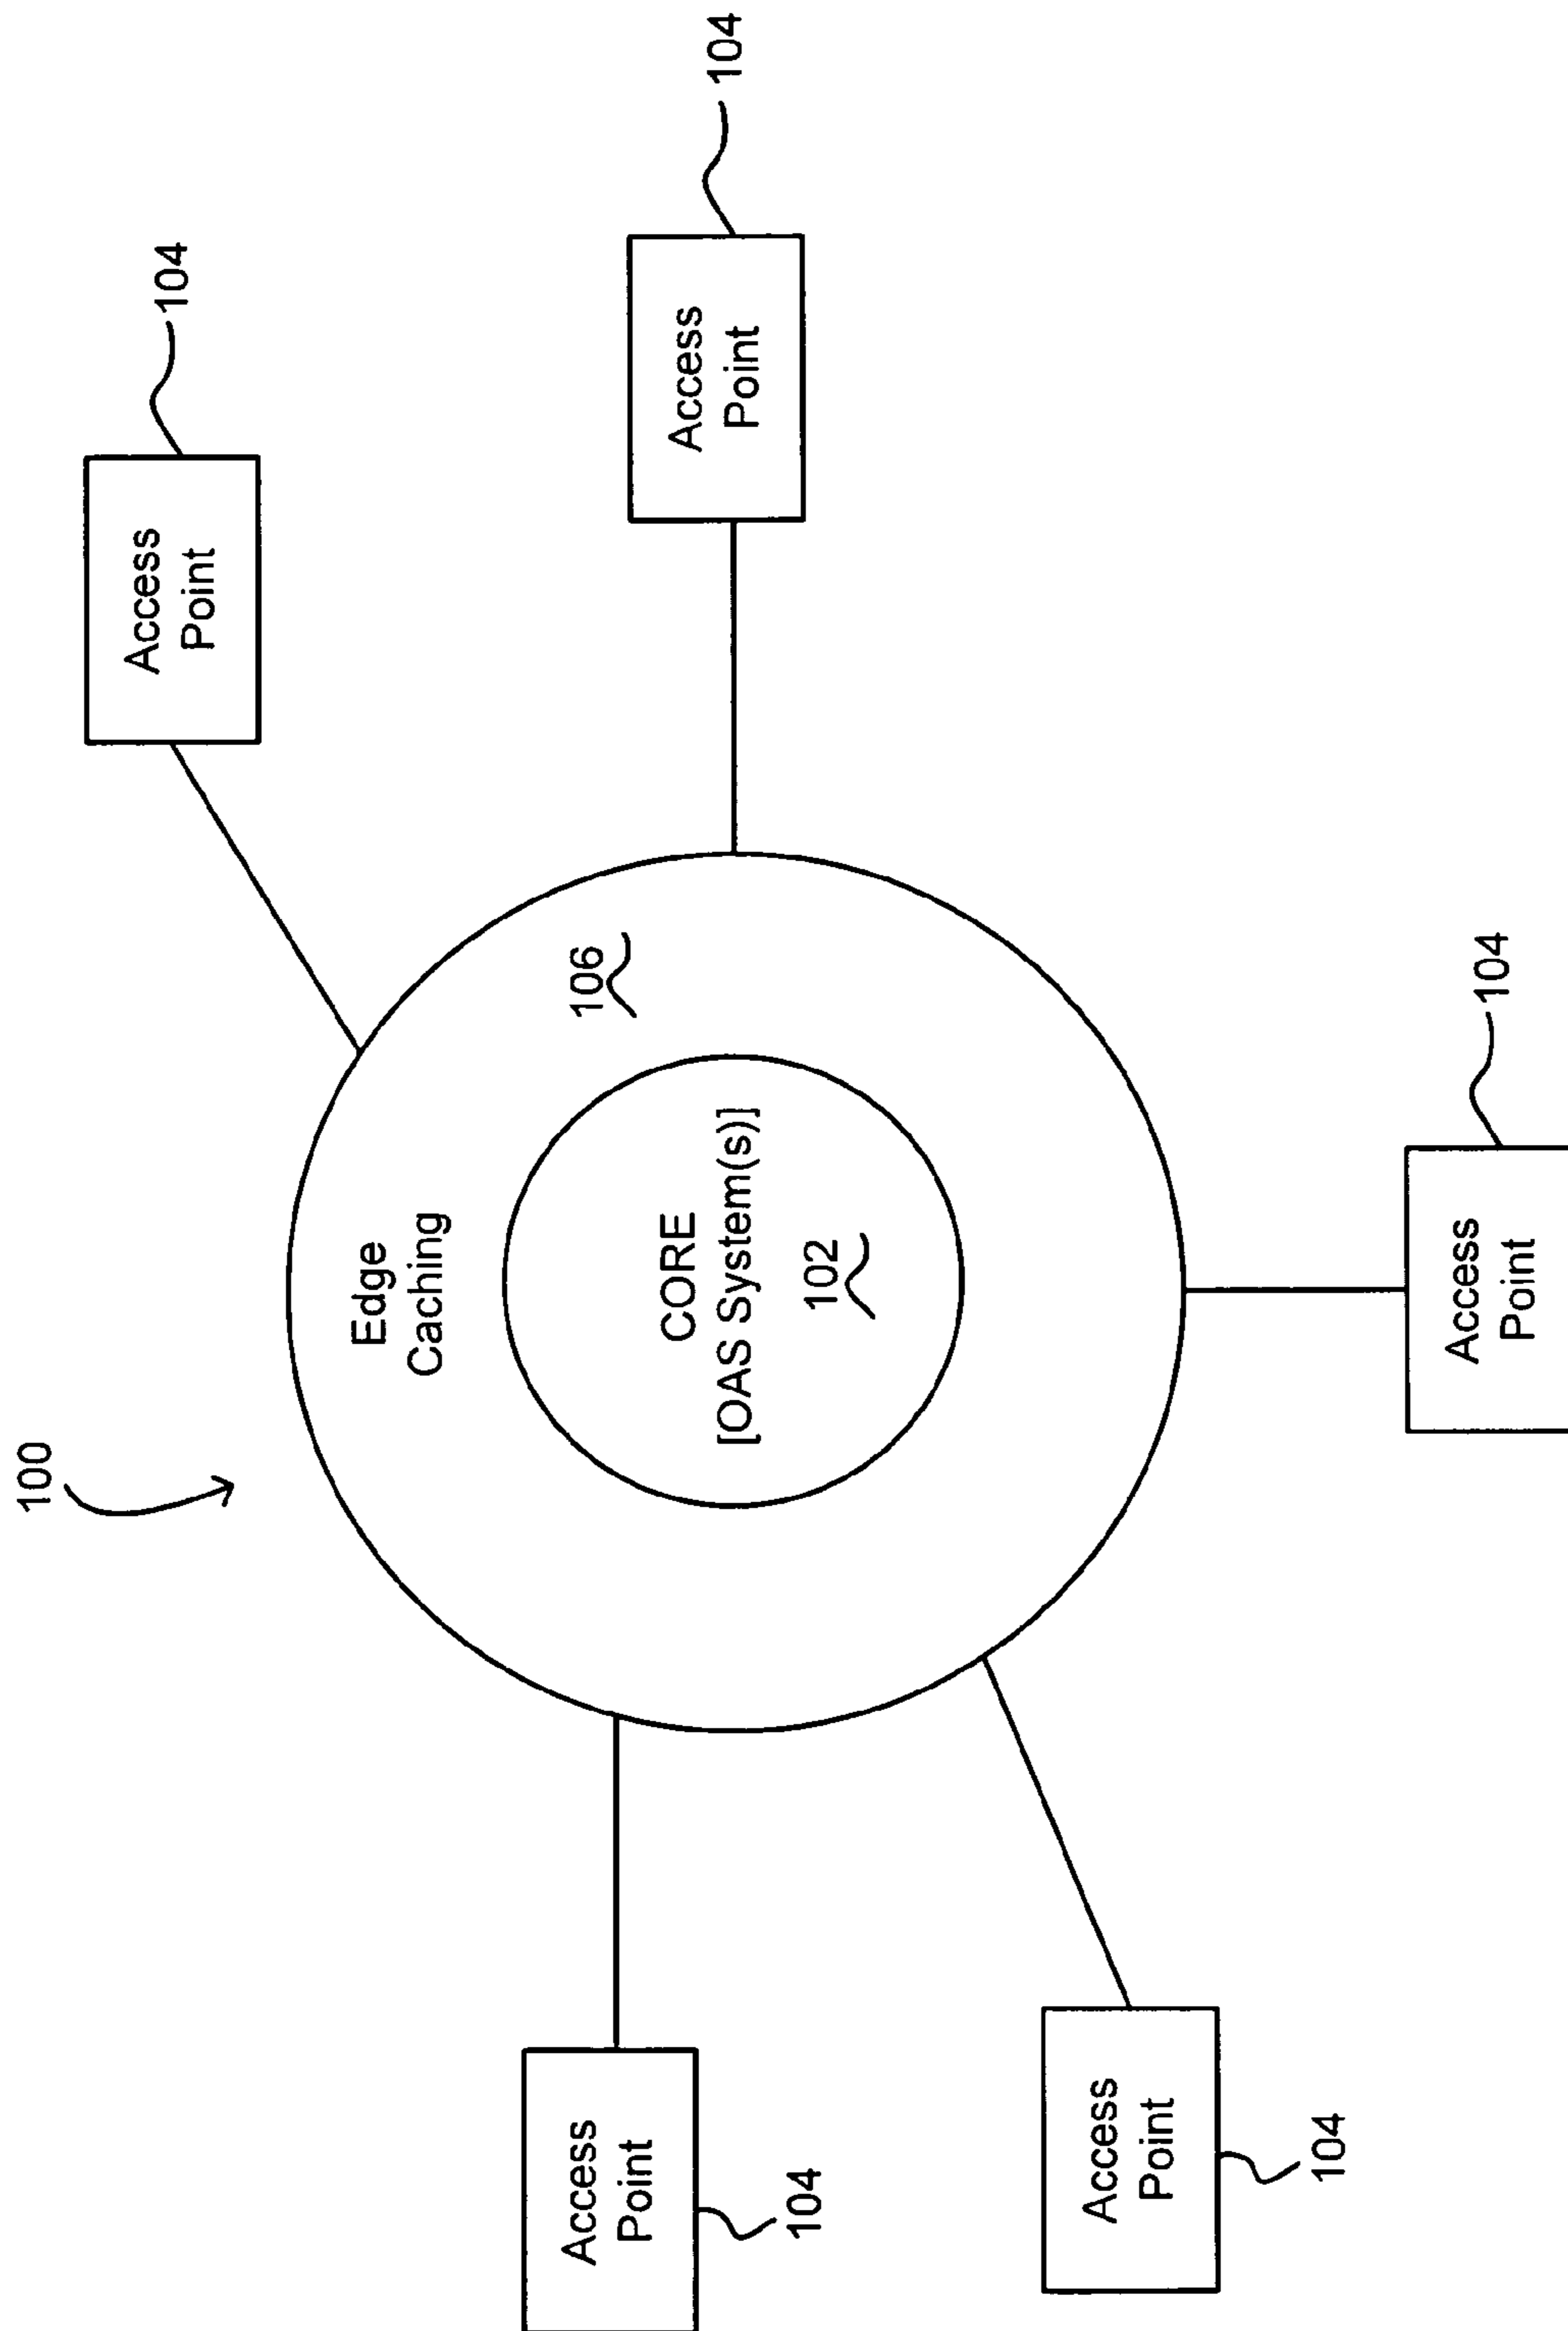 100
Access
Point
104
Edge
Caching
106
Access
Point
104
CORE
[OAS System(s)]
102
Access
Point
104
Access
Point
104
Access
Point
104